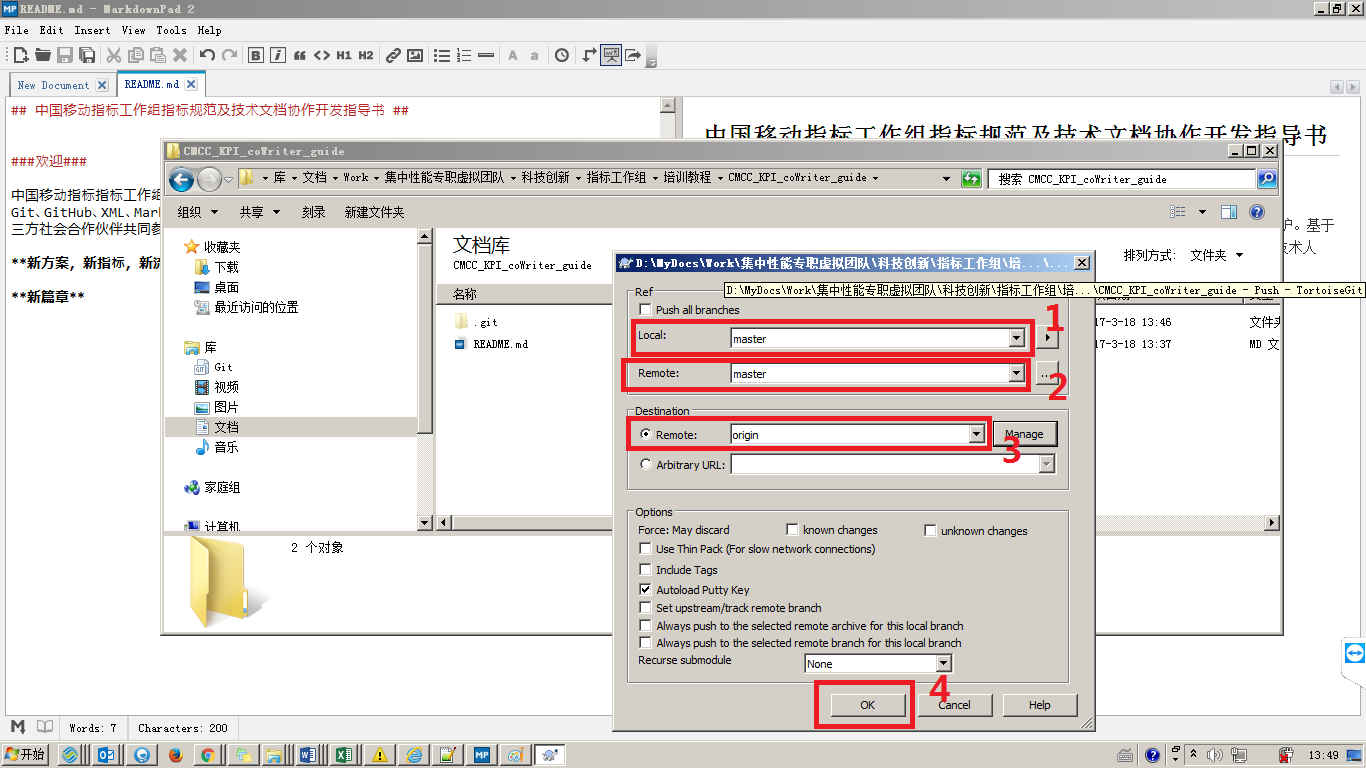 README.md - MarkdownPad 2
File Edit Insert View Tools Help
B i H1 H2 A a
New Document README.md
## 中国移动指标工作组指标规范及技术文档协作开发指导书 ##
###欢迎###
中国移动指标指标工作组
Git、GitHub、XML、Mar
三方社会合作伙伴共同参
**新方案，新指标，新
**新篇章**
中国移动指标工作组指标规范及技术文档协作开发指导书
。基于
技术人
CMCC_KPI_coWriter_guide
库 文档 Work 集中性能专职虚拟团队 科技创新 指标工作组 培训教程 CMCC_KPI_coWriter_guide
搜索 CMCC_KPI_coWriter_guide
组织 共享 刻录 新建文件夹
收藏夹
下载
桌面
最近访问的位置
库
Git
视频
图片
文档
音乐
家庭组
计算机
文档库
CMCC_KPI_coWriter_guide
排列方式: 文件夹
名称
.git
17-3-18 13:46 文件夹
README.md
17-3-18 13:37 MD 文
2 个对象
D:\MyDocs\Work\集中性能专职虚拟团队\科技创新\指标工作组\培...\...
D:\MyDocs\Work\集中性能专职虚拟团队\科技创新\指标工作组\培...\CMCC_KPI_coWriter_guide - Push - TortoiseGit
Ref
Push all branches
1
Local: master
Remote: master ...
2
Destination
Remote: origin Manage
3
Arbitrary URL:
Options
Force: May discard known changes unknown changes
Use Thin Pack (For slow network connections)
Include Tags
Autoload Putty Key
Set upstream/track remote branch
Always push to the selected remote archive for this local branch
Always push to the selected remote branch for this local branch
Recurse submodule None
4
OK Cancel Help
Words: 7 Characters: 200
开始 13:49